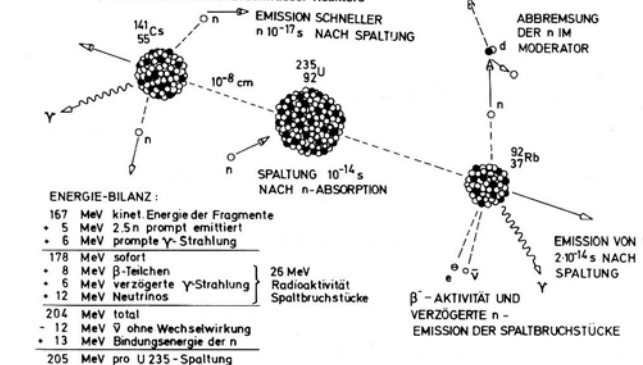 EMISSION SCHNELLER
n 10⁻¹⁷ s NACH SPALTUNG
ABBREMSUNG
DER n IM
MODERATOR
¹⁴¹₅₅Cs
n
d
γ
10⁻⁸ cm
²³⁵₉₂U
n
n
n
SPALTUNG 10⁻¹⁴ s
NACH n-ABSORPTION
⁹²₃₇Rb
EMISSION VON
2·10⁻¹⁴ s NACH
SPALTUNG
γ
e
ν̄
β⁻-AKTIVITÄT UND
VERZÖGERTE n -
EMISSION DER SPALTBRUCHSTÜCKE
ENERGIE-BILANZ :
167 MeV kinet. Energie der Fragmente
+ 5 MeV 2.5n prompt emittiert
+ 6 MeV prompte γ-Strahlung
178 MeV sofort
+ 8 MeV β-Teilchen
+ 6 MeV verzögerte γ-Strahlung
+ 12 MeV Neutrinos
26 MeV
Radioaktivität
Spaltbruchstücke
204 MeV total
- 12 MeV ν̄ ohne Wechselwirkung
+ 13 MeV Bindungsenergie der n
205 MeV pro U 235 - Spaltung